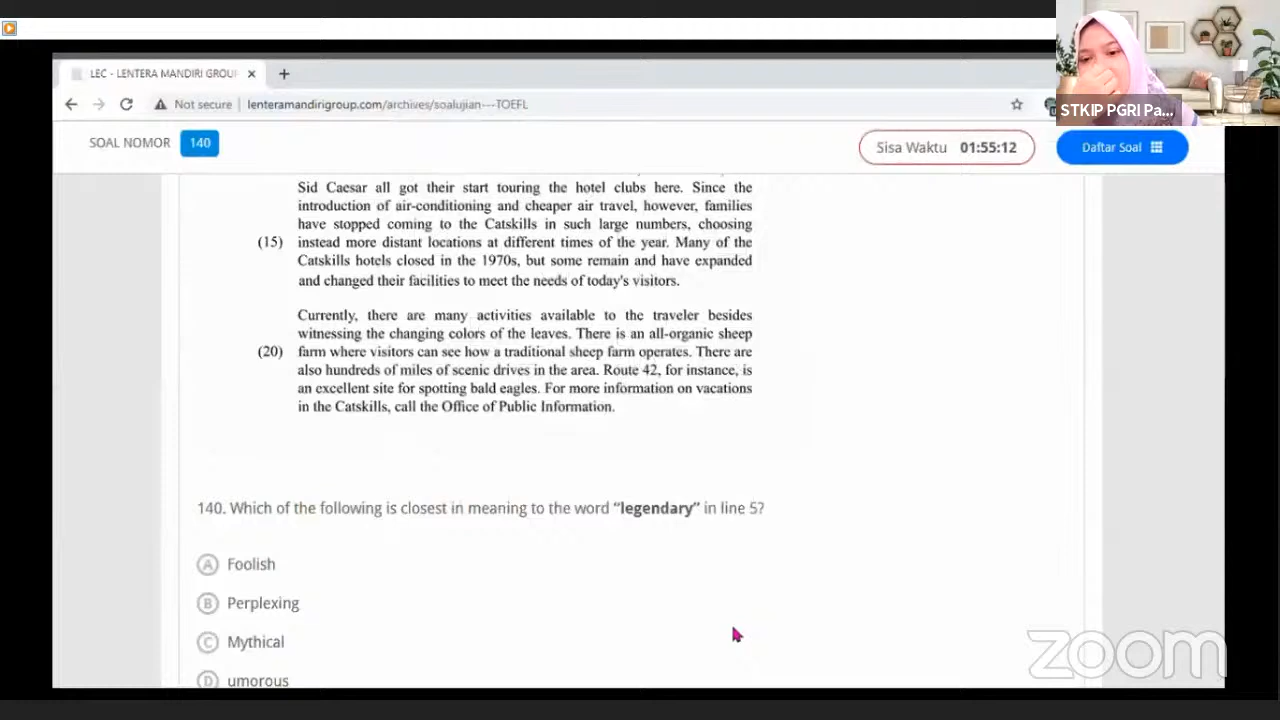 LEC - LENTERA MANDIRI GROU
Not secure | lenteramandirigroup.com/archives/soalujian---TOEFL
STKIP PGRI Pa...
SOAL NOMOR 140
Sisa Waktu 01:55:12
Daftar Soal
Sid Caesar all got their start touring the hotel clubs here. Since the
introduction of air-conditioning and cheaper air travel, however, families
have stopped coming to the Catskills in such large numbers, choosing
(15) instead more distant locations at different times of the year. Many of the
Catskills hotels closed in the 1970s, but some remain and have expanded
and changed their facilities to meet the needs of today's visitors.
Currently, there are many activities available to the traveler besides
witnessing the changing colors of the leaves. There is an all-organic sheep
(20) farm where visitors can see how a traditional sheep farm operates. There are
also hundreds of miles of scenic drives in the area. Route 42, for instance, is
an excellent site for spotting bald eagles. For more information on vacations
in the Catskills, call the Office of Public Information.
140. Which of the following is closest in meaning to the word “legendary” in line 5?
A Foolish
B Perplexing
C Mythical
D umorous
zoom